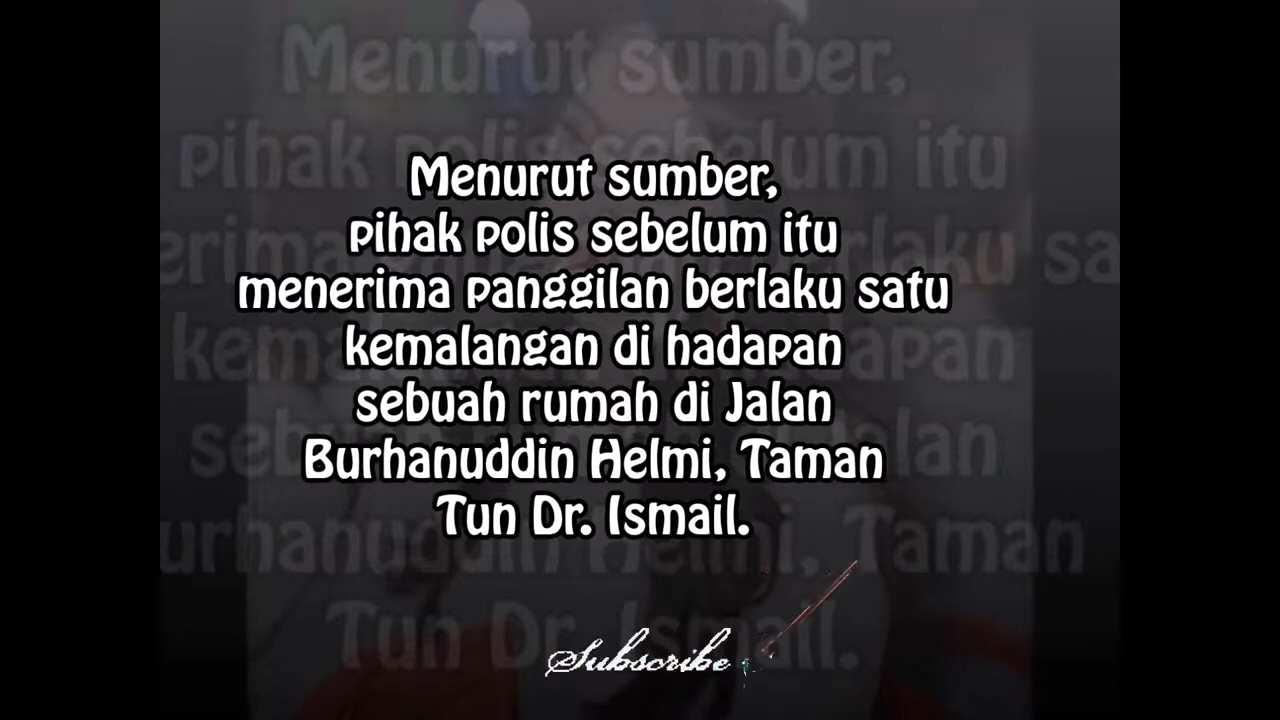 Menurut sumber,
pihak polis sebelum itu
menerima panggilan berlaku satu
kemalangan di hadapan
sebuah rumah di Jalan
Burhanuddin Helmi, Taman
Tun Dr. Ismail.
Subscribe